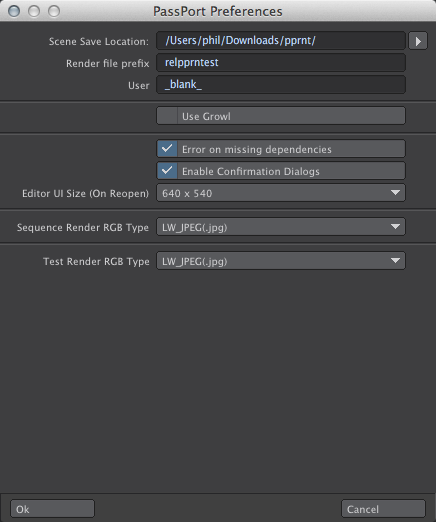 PassPort Preferences
Scene Save Location: /Users/phil/Downloads/pprnt/
Render file prefix relpprntest
User _blank_
Use Growl
Error on missing dependencies
Enable Confirmation Dialogs
Editor UI Size (On Reopen) 640 x 540
Sequence Render RGB Type LW_JPEG(.jpg)
Test Render RGB Type LW_JPEG(.jpg)
Ok Cancel